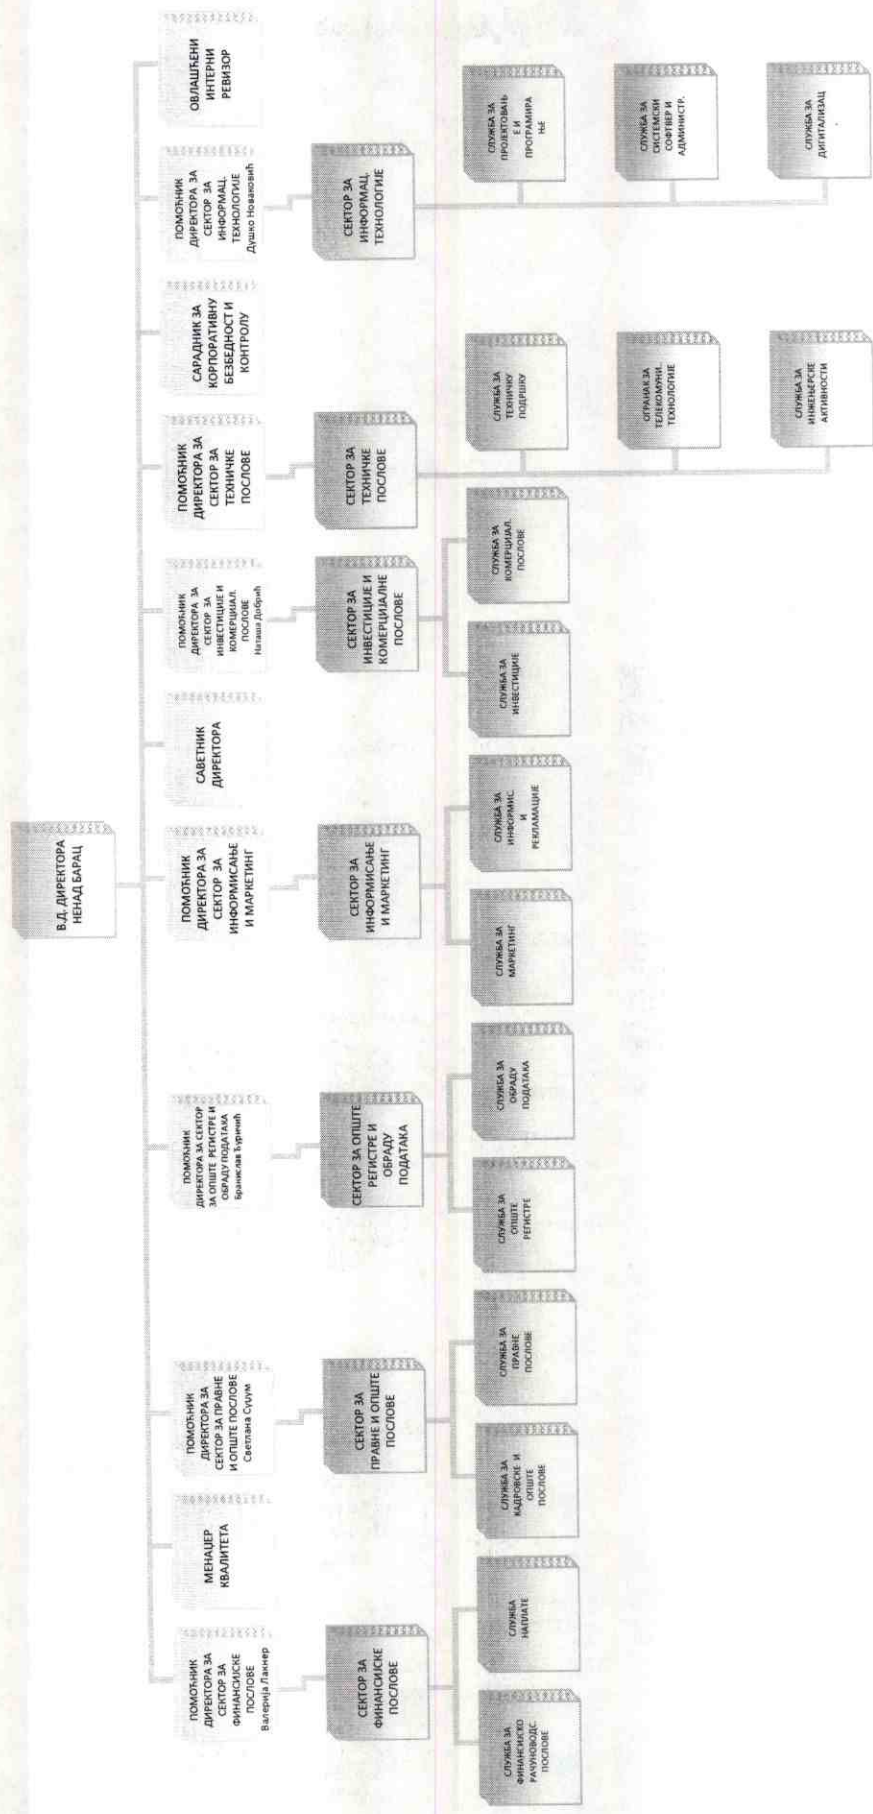 В.Д. ДИРЕКТОРА
НЕНАД БАРАЦ
ПОМОЋНИК
ДИРЕКТОРА ЗА
СЕКТОР ЗА
ФИНАНСИЈСКЕ
ПОСЛОВЕ
Валерија Лакнер
МЕНАЏЕР
КВАЛИТЕТА
ПОМОЋНИК
ДИРЕКТОРА ЗА
СЕКТОР ЗА ПРАВНЕ
И ОПШТЕ ПОСЛОВЕ
Светлана Суџум
ПОМОЋНИК
ДИРЕКТОРА ЗА СЕКТОР
ЗА ОПШТЕ РЕГИСТРЕ И
ОБРАДУ ПОДАТАКА
Бранислав Ђуричић
ПОМОЋНИК
ДИРЕКТОРА ЗА
СЕКТОР ЗА
ИНФОРМИСАЊЕ
И МАРКЕТИНГ
САВЕТНИК
ДИРЕКТОРА
ПОМОЋНИК
ДИРЕКТОРА ЗА
СЕКТОР ЗА
ИНВЕСТИЦИЈЕ И
КОМЕРЦИЈАЛ.
ПОСЛОВЕ
Наташа Добрић
ПОМОЋНИК
ДИРЕКТОРА ЗА
СЕКТОР ЗА
ТЕХНИЧКЕ
ПОСЛОВЕ
САРАДНИК ЗА
КОРПОРАТИВНУ
БЕЗБЕДНОСТ И
КОНТРОЛУ
ПОМОЋНИК
ДИРЕКТОРА ЗА
СЕКТОР ЗА
ИНФОРМАЦ.
ТЕХНОЛОГИЈЕ
Душко Новаковић
ОВЛАШЋЕНИ
ИНТЕРНИ
РЕВИЗОР
СЕКТОР ЗА
ФИНАНСИЈСКЕ
ПОСЛОВЕ
СЕКТОР ЗА
ПРАВНЕ И ОПШТЕ
ПОСЛОВЕ
СЕКТОР ЗА ОПШТЕ
РЕГИСТРЕ И
ОБРАДУ
ПОДАТАКА
СЕКТОР ЗА
ИНФОРМИСАЊЕ
И МАРКЕТИНГ
СЕКТОР ЗА
ИНВЕСТИЦИЈЕ И
КОМЕРЦИЈАЛНЕ
ПОСЛОВЕ
СЕКТОР ЗА
ТЕХНИЧКЕ
ПОСЛОВЕ
СЕКТОР ЗА
ИНФОРМАЦ.
ТЕХНОЛОГИЈЕ
СЛУЖБА ЗА
ФИНАНСИЈСКО
РАЧУНОВОДС.
ПОСЛОВЕ
СЛУЖБА
НАПЛАТЕ
СЛУЖБА ЗА
КАДРОВСКЕ- И
ОПШТЕ
ПОСЛОВЕ
СЛУЖБА ЗА
ПРАВНЕ
ПОСЛОВЕ
СЛУЖБА ЗА
ОПШТЕ
РЕГИСТРЕ
СЛУЖБА ЗА
ОБРАДУ
ПОДАТАКА
СЛУЖБА ЗА
МАРКЕТИНГ
СЛУЖБА ЗА
ИНФОРМИС.
И
РЕКЛАМАЦИЈЕ
СЛУЖБА ЗА
ИНВЕСТИЦИЈЕ
СЛУЖБА ЗА
КОМЕРЦИЈАЛ.
ПОСЛОВЕ
СЛУЖБА ЗА
ТЕХНИЧКУ
ПОДРШКУ
ОГРАНАК ЗА
ТЕЛЕКОМУНИ..
ТЕХНОЛОГИЈЕ
СЛУЖБА ЗА
ИНЖЕЊЕРСКЕ
АКТИВНОСТИ
СЛУЖБА ЗА
ПРОЈЕКТОВАЊ
Е И
ПРОГРАМИРА
ЊЕ
СЛУЖБА ЗА
СИСТЕМСКИ
СОФТВЕР И
АДМИНИСТР.
СЛУЖБА ЗА
ДИГИТАЛИЗАЦ
.